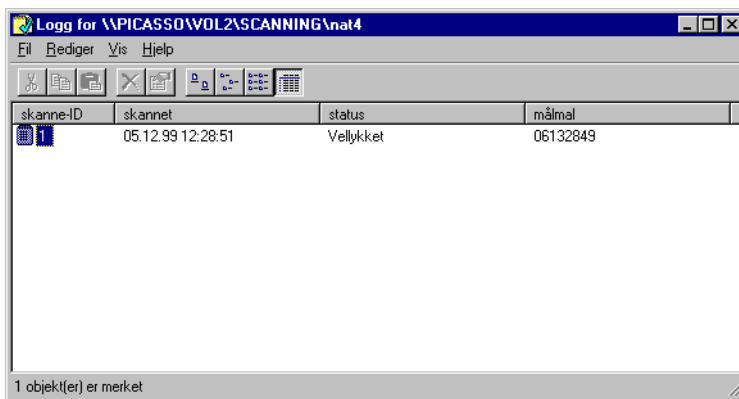 Logg for \\PICASSO\VOL2\SCANNING\nat4
Fil Rediger Vis Hjelp
skanne-ID skannet status målmal
1 05.12.99 12:28:51 Vellykket 06132849
1 objekt(er) er merket